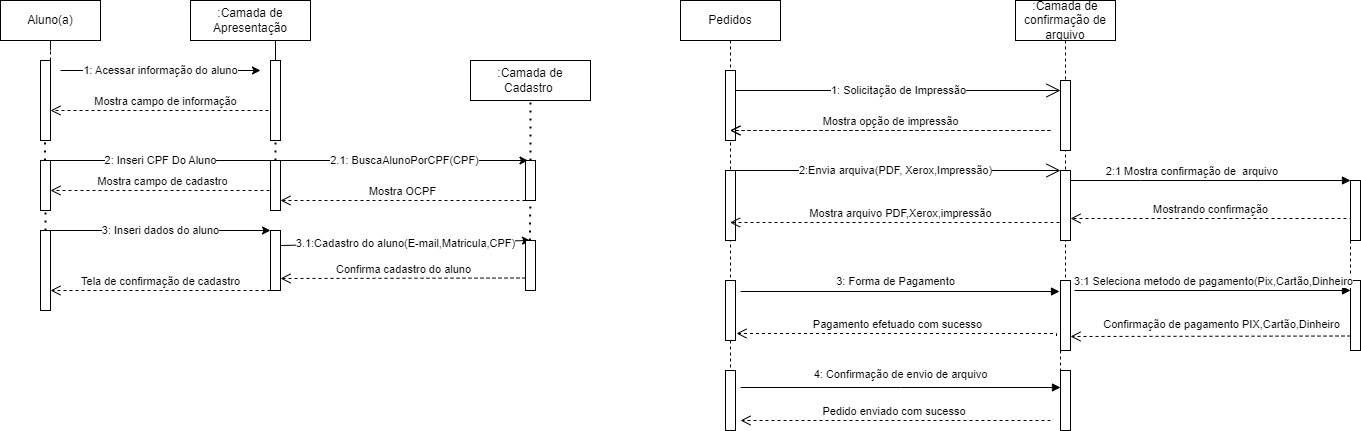 Aluno(a)
:Camada de
Apresentação
1: Acessar informação do aluno
Mostra campo de informação
:Camada de
Cadastro
2: Inseri CPF Do Aluno
2.1: BuscaAlunoPorCPF(CPF)
Mostra campo de cadastro
Mostra OCPF
3: Inseri dados do aluno
3.1:Cadastro do aluno(E-mail,Matricula,CPF)
Confirma cadastro do aluno
Tela de confirmação de cadastro
Pedidos
:Camada de
confirmação de
arquivo
1: Solicitação de Impressão
Mostra opção de impressão
2:Envia arquiva(PDF, Xerox,Impressão)
2:1 Mostra confirmação de arquivo
Mostra arquivo PDF,Xerox,impressão
Mostrando confirmação
3: Forma de Pagamento
3:1 Seleciona metodo de pagamento(Pix,Cartão,Dinheiro
Pagamento efetuado com sucesso
Confirmação de pagamento PIX,Cartão,Dinheiro
4: Confirmação de envio de arquivo
Pedido enviado com sucesso